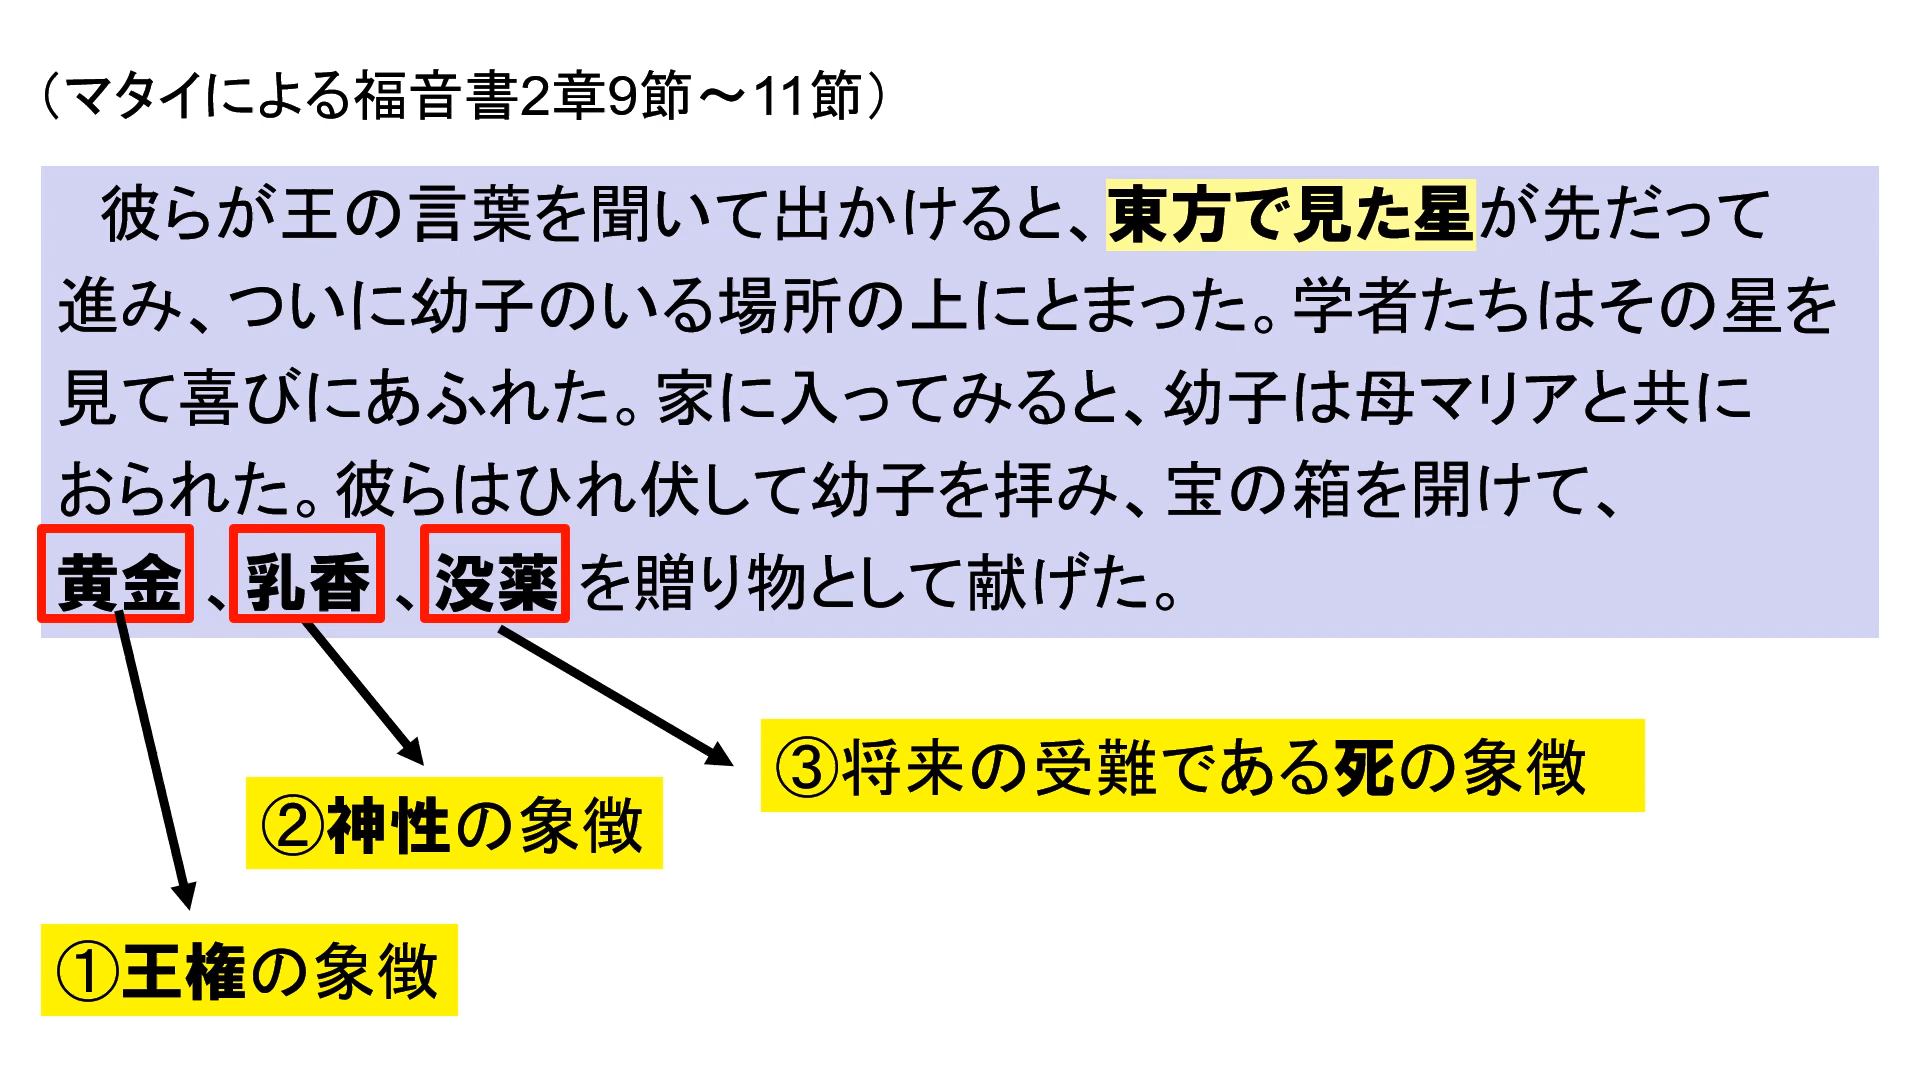 （マタイによる福音書2章9節～11節）
彼らが王の言葉を聞いて出かけると、東方で見た星が先だって
進み、ついに幼子のいる場所の上にとまった。学者たちはその星を
見て喜びにあふれた。家に入ってみると、幼子は母マリアと共に
おられた。彼らはひれ伏して幼子を拝み、宝の箱を開けて、
黄金、乳香、没薬を贈り物として献げた。
③将来の受難である死の象徴
②神性の象徴
①王権の象徴